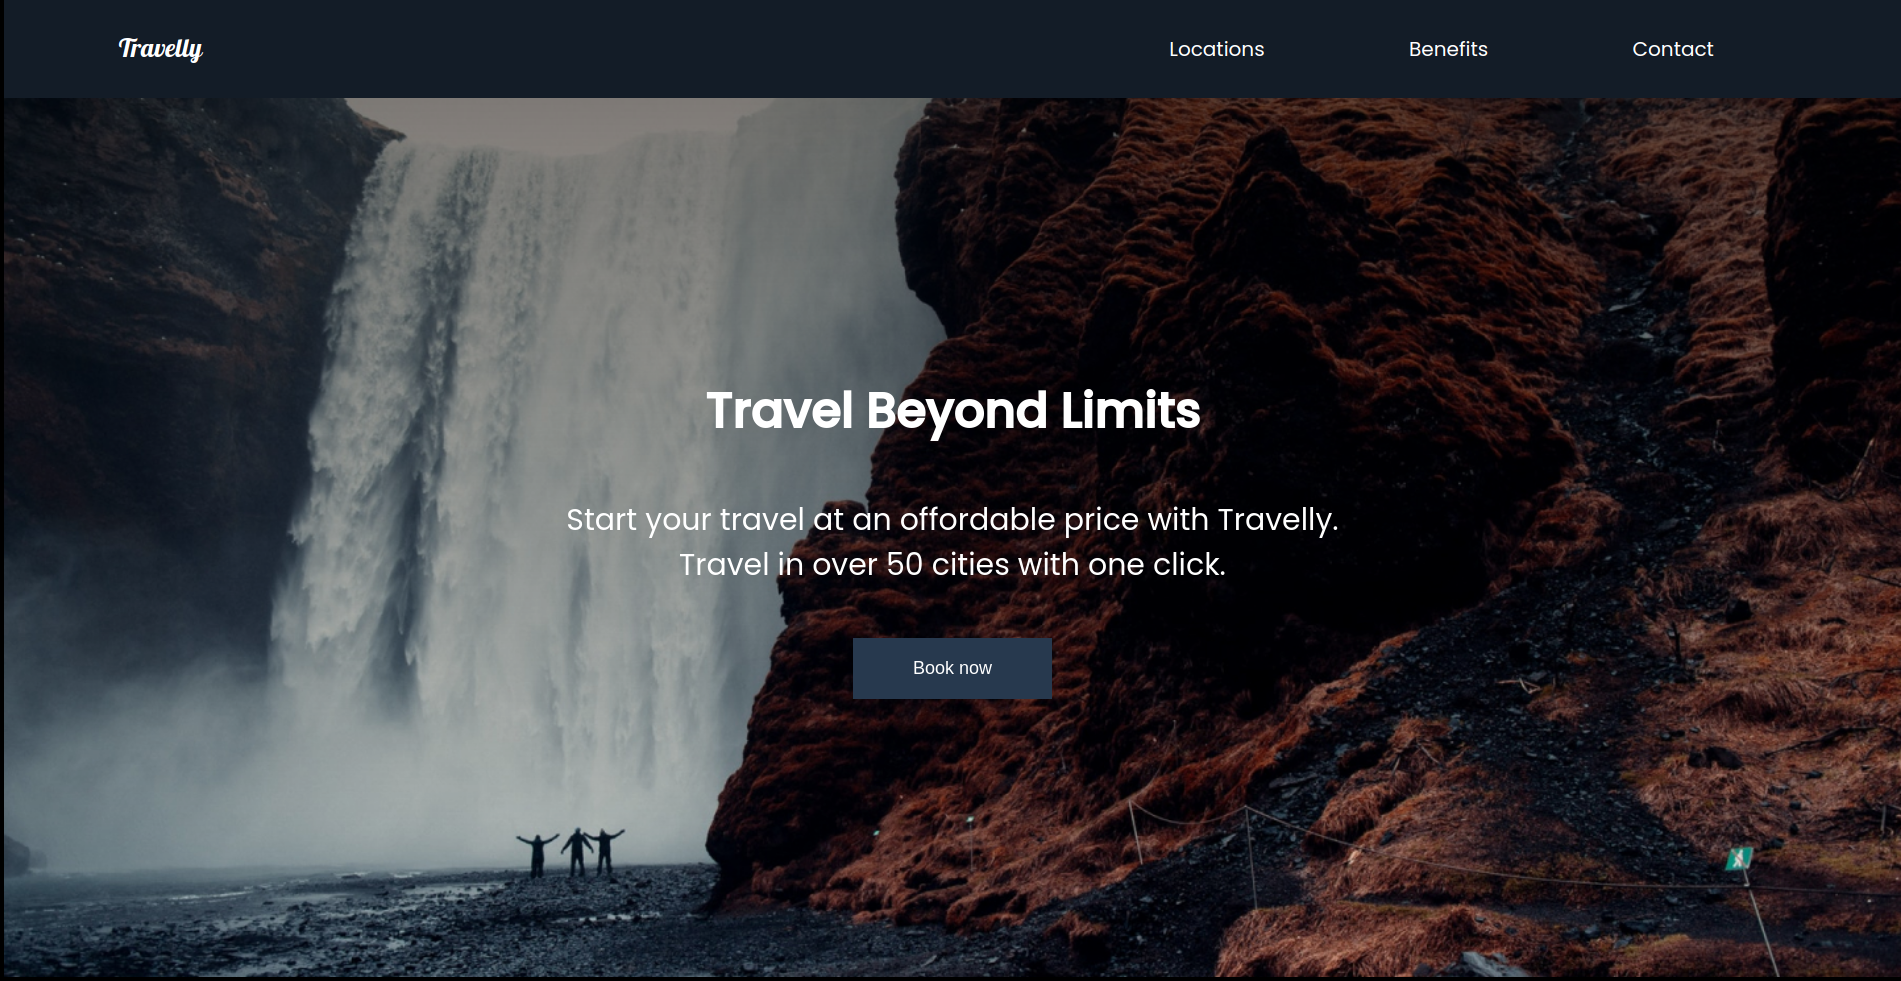 Travelly
Locations
Benefits
Contact
Travel Beyond Limits
Start your travel at an offordable price with Travelly.
Travel in over 50 cities with one click.
Book now